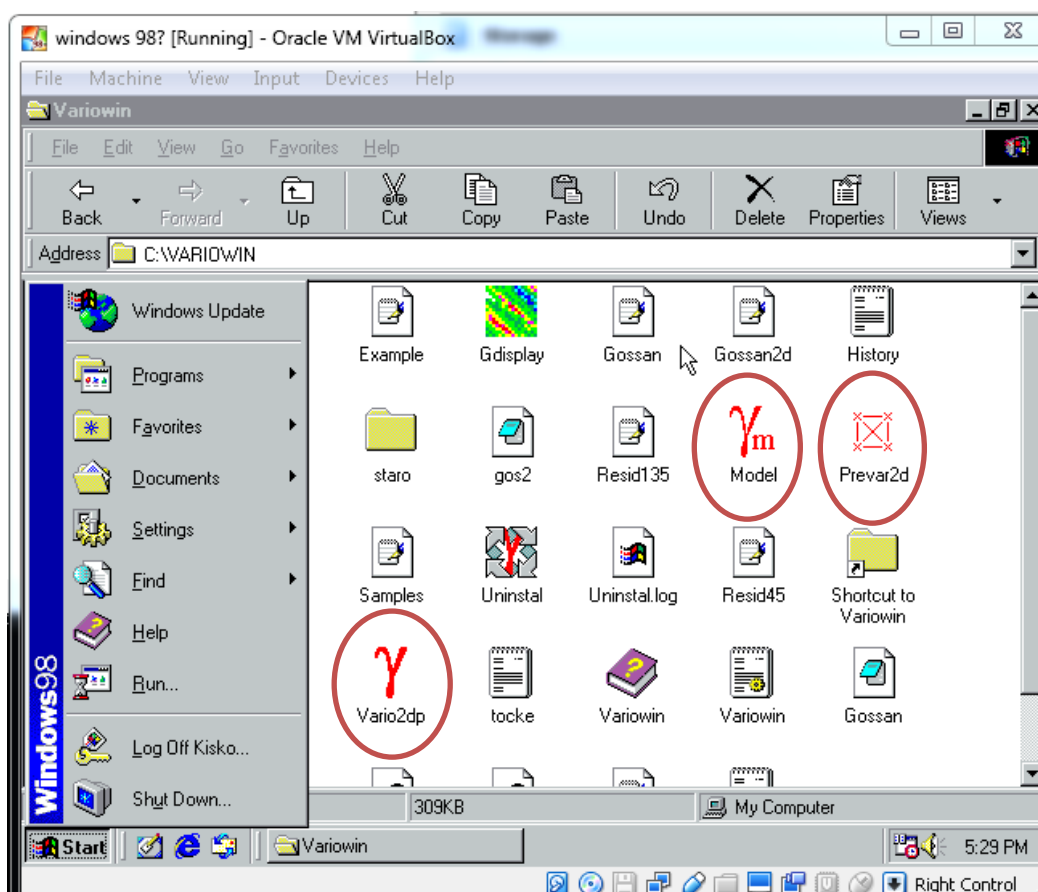 windows 98? [Running] - Oracle VM VirtualBox
Storage
File Machine View Input Devices Help
Variowin
File Edit View Go Favorites Help
Back Forward Up Cut Copy Paste Undo Delete Properties Views
Address C:\VARIOWIN
Windows Update
Programs
Favorites
Documents
Settings
Find
Help
Run...
Log Off Kisko...
Shut Down...
Windows98
Example Gdisplay Gossan Gossan2d History
γm
staro gos2 Resid135 Model Prevar2d
Samples Uninstal Uninstal.log Resid45 Shortcut to
Variowin
γ
Vario2dp tocke Variowin Variowin Gossan
309KB My Computer
Start Variowin 5:29 PM
Right Control